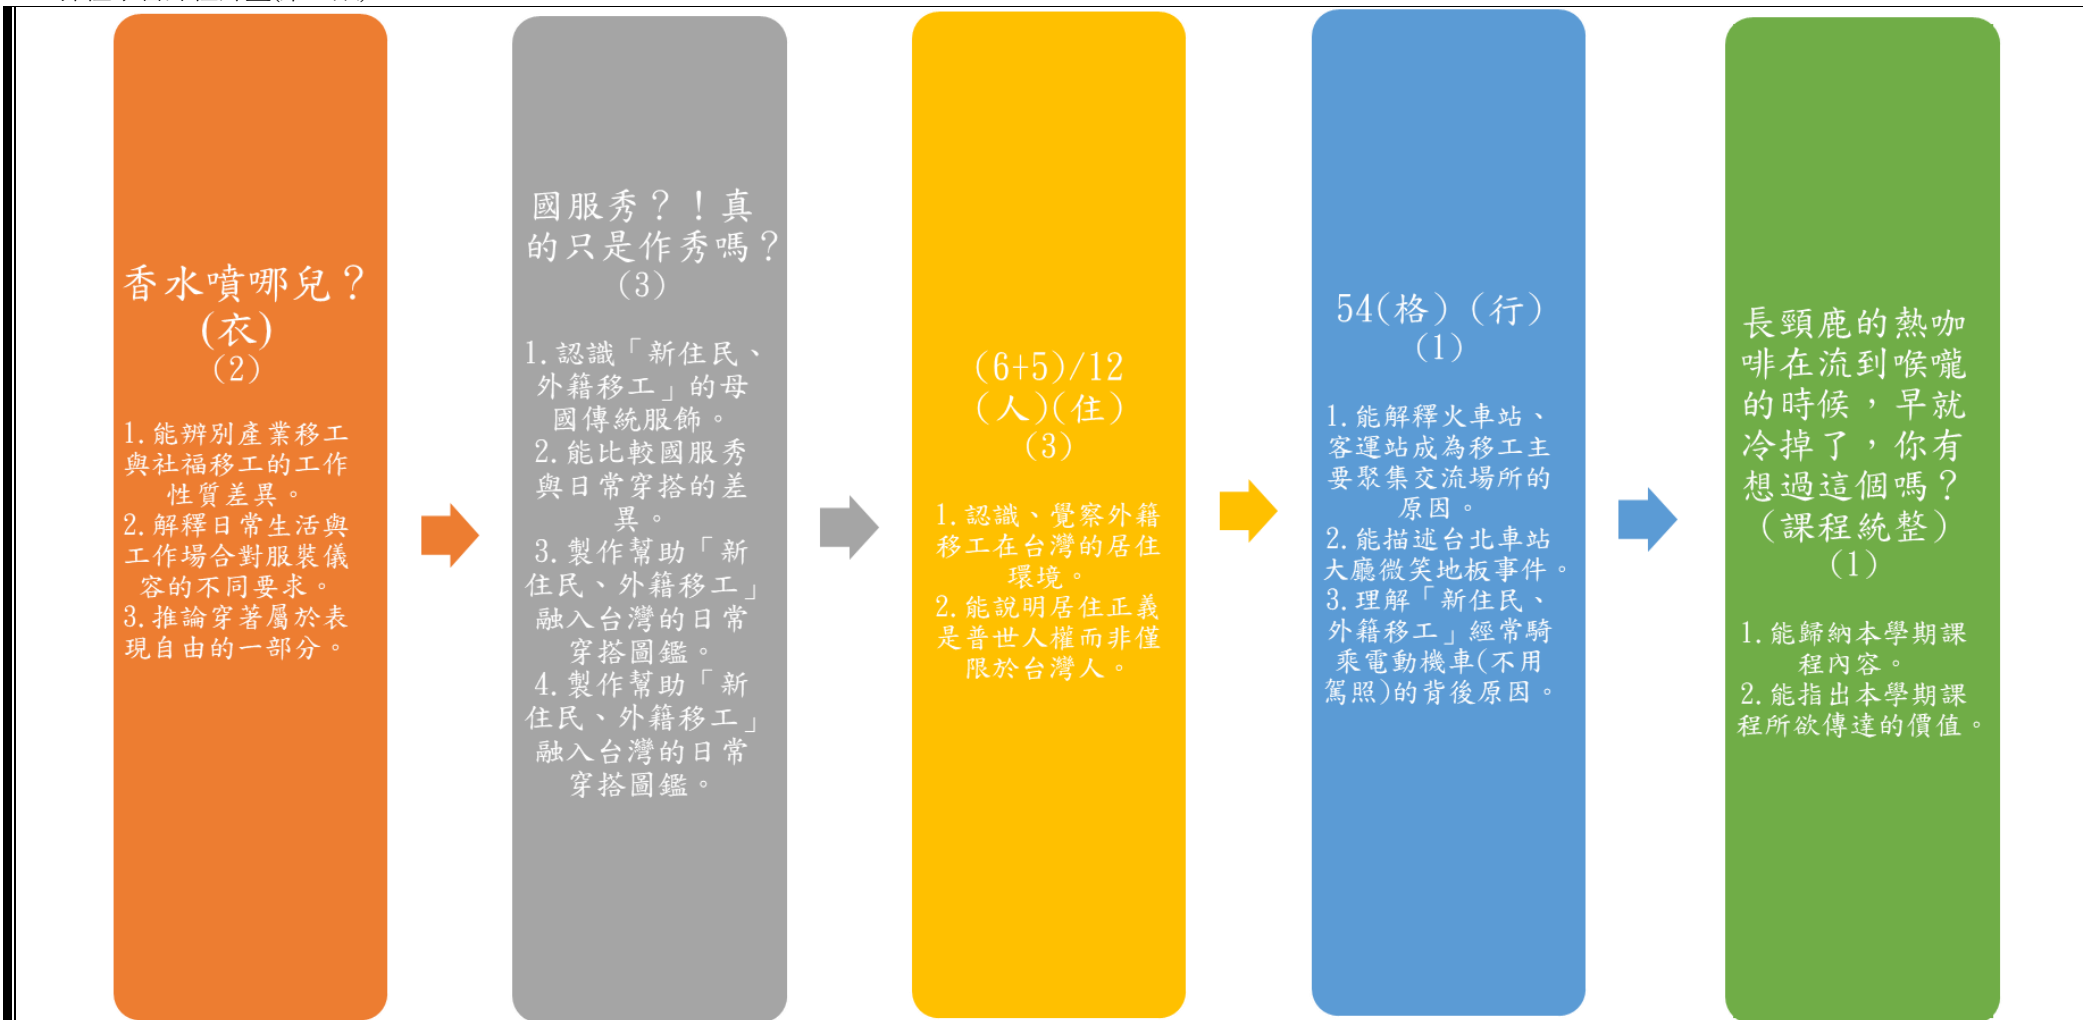 香水噴哪兒？
(衣)
(2)
1.能辨別產業移工
與社福移工的工作
性質差異。
2.解釋日常生活與
工作場合對服裝儀
容的不同要求。
3.推論穿著屬於表
現自由的一部分。
國服秀？！真
的只是作秀嗎？
(3)
1.認識「新住民、
外籍移工」的母
國傳統服飾。
2.能比較國服秀
與日常穿搭的差
異。
3.製作幫助「新
住民、外籍移工」
融入台灣的日常
穿搭圖鑑。
4.製作幫助「新
住民、外籍移工」
融入台灣的日常
穿搭圖鑑。
(6+5)/12
(人)(住)
(3)
1.認識、覺察外籍
移工在台灣的居住
環境。
2.能說明居住正義
是普世人權而非僅
限於台灣人。
54(格)(行)
(1)
1.能解釋火車站、
客運站成為移工主
要聚集交流場所的
原因。
2.能描述台北車站
大廳微笑地板事件。
3.理解「新住民、
外籍移工」經常騎
乘電動機車(不用
駕照)的背後原因。
長頸鹿的熱咖
啡在流到喉嚨
的時候，早就
冷掉了，你有
想過這個嗎？
(課程統整)
(1)
1.能歸納本學期課
程內容。
2.能指出本學期課
程所欲傳達的價值。